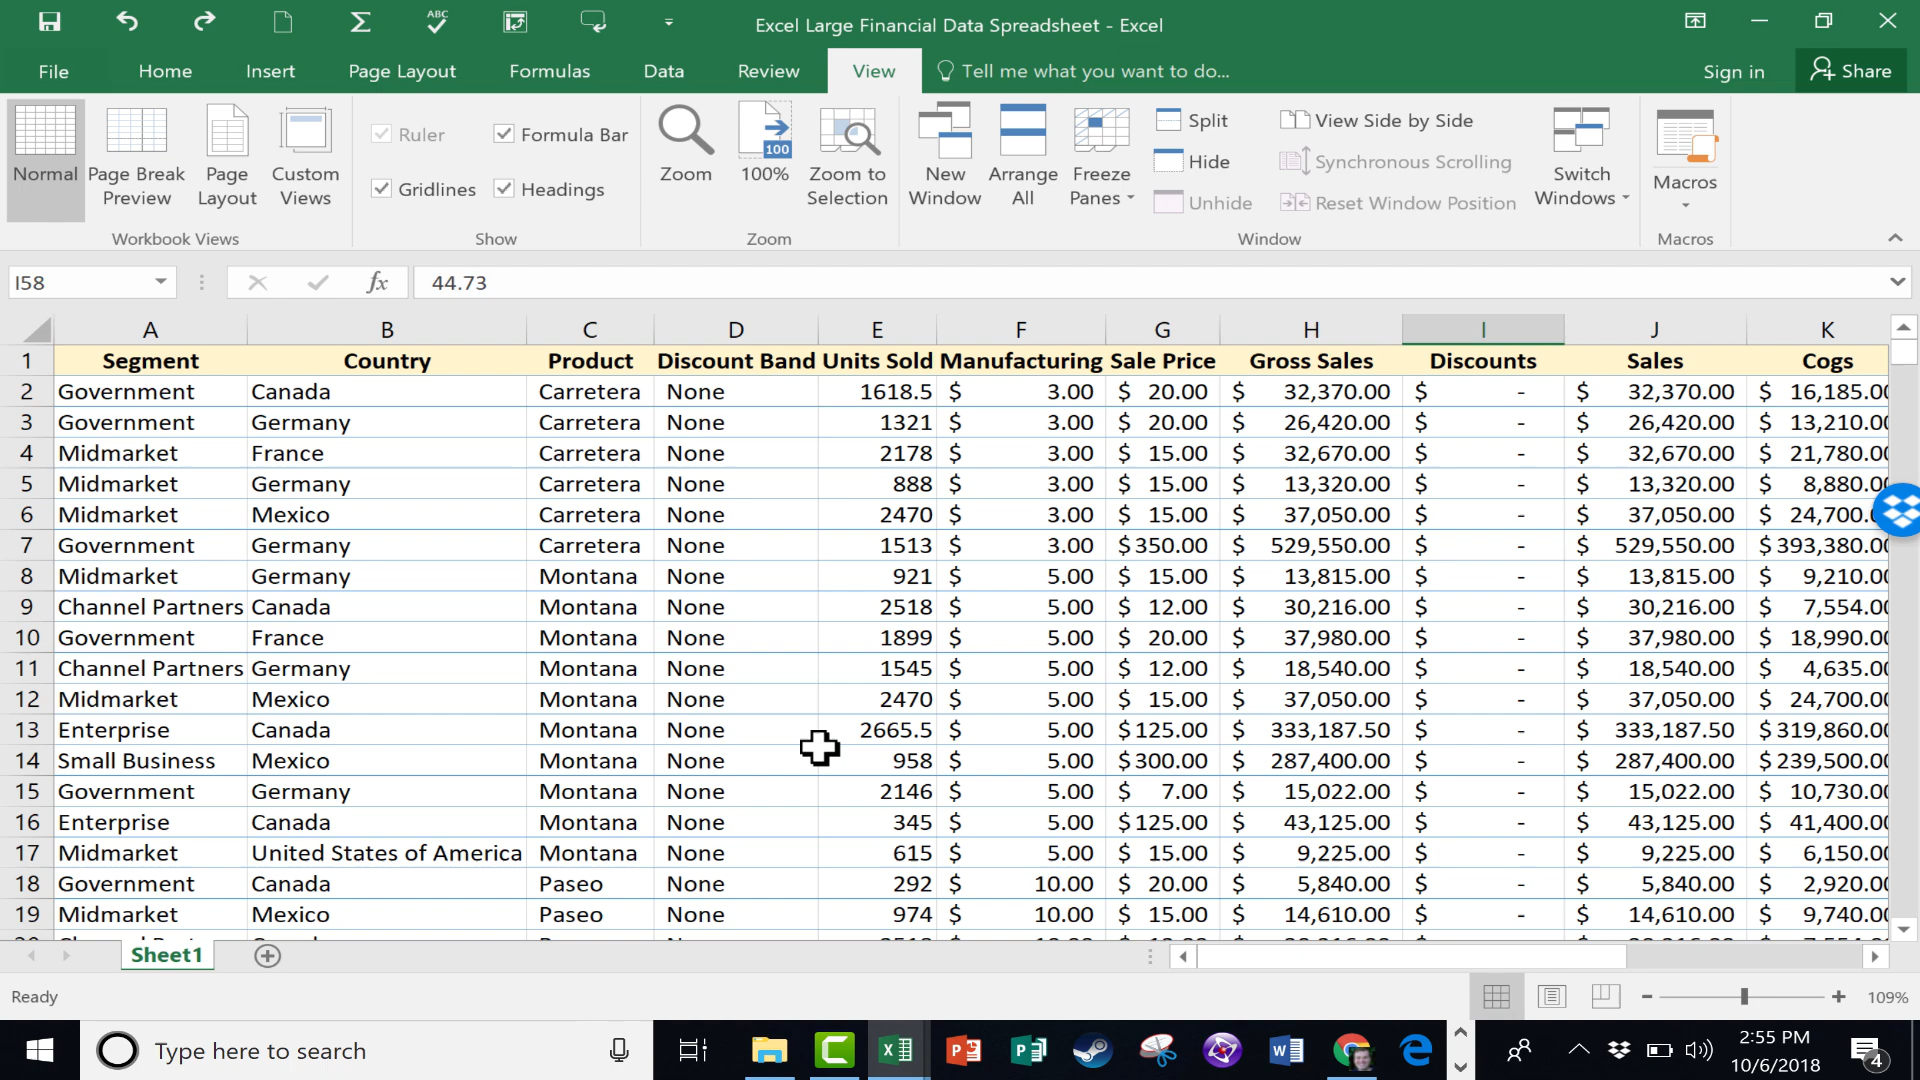 ABC
Excel Large Financial Data Spreadsheet - Excel
File Home Insert Page Layout Formulas Data Review View Tell me what you want to do... Sign in Share
Normal
Page Break Preview
Page Layout
Custom Views
Workbook Views
Ruler
Formula Bar
Gridlines
Headings
Show
Zoom
100
100%
Zoom to Selection
Zoom
New Window
Arrange All
Freeze Panes
Split
Hide
Unhide
View Side by Side
Synchronous Scrolling
Reset Window Position
Switch Windows
Window
Macros
Macros
I58 fx 44.73
A B C D E F G H I J K
1 Segment Country Product Discount Band Units Sold Manufacturing Sale Price Gross Sales Discounts Sales Cogs
2 Government Canada Carretera None 1618.5 $ 3.00 $ 20.00 $ 32,370.00 $ - $ 32,370.00 $ 16,185.00
3 Government Germany Carretera None 1321 $ 3.00 $ 20.00 $ 26,420.00 $ - $ 26,420.00 $ 13,210.00
4 Midmarket France Carretera None 2178 $ 3.00 $ 15.00 $ 32,670.00 $ - $ 32,670.00 $ 21,780.00
5 Midmarket Germany Carretera None 888 $ 3.00 $ 15.00 $ 13,320.00 $ - $ 13,320.00 $ 8,880.00
6 Midmarket Mexico Carretera None 2470 $ 3.00 $ 15.00 $ 37,050.00 $ - $ 37,050.00 $ 24,700.0
7 Government Germany Carretera None 1513 $ 3.00 $350.00 $ 529,550.00 $ - $ 529,550.00 $393,380.00
8 Midmarket Germany Montana None 921 $ 5.00 $ 15.00 $ 13,815.00 $ - $ 13,815.00 $ 9,210.00
9 Channel Partners Canada Montana None 2518 $ 5.00 $ 12.00 $ 30,216.00 $ - $ 30,216.00 $ 7,554.00
10 Government France Montana None 1899 $ 5.00 $ 20.00 $ 37,980.00 $ - $ 37,980.00 $ 18,990.00
11 Channel Partners Germany Montana None 1545 $ 5.00 $ 12.00 $ 18,540.00 $ - $ 18,540.00 $ 4,635.00
12 Midmarket Mexico Montana None 2470 $ 5.00 $ 15.00 $ 37,050.00 $ - $ 37,050.00 $ 24,700.00
13 Enterprise Canada Montana None 2665.5 $ 5.00 $125.00 $ 333,187.50 $ - $ 333,187.50 $319,860.00
14 Small Business Mexico Montana None 958 $ 5.00 $300.00 $ 287,400.00 $ - $ 287,400.00 $239,500.00
15 Government Germany Montana None 2146 $ 5.00 $ 7.00 $ 15,022.00 $ - $ 15,022.00 $ 10,730.00
16 Enterprise Canada Montana None 345 $ 5.00 $125.00 $ 43,125.00 $ - $ 43,125.00 $ 41,400.00
17 Midmarket United States of America Montana None 615 $ 5.00 $ 15.00 $ 9,225.00 $ - $ 9,225.00 $ 6,150.00
18 Government Canada Paseo None 292 $ 10.00 $ 20.00 $ 5,840.00 $ - $ 5,840.00 $ 2,920.00
19 Midmarket Mexico Paseo None 974 $ 10.00 $ 15.00 $ 14,610.00 $ - $ 14,610.00 $ 9,740.00
Sheet1
Ready 109%
Type here to search
2:55 PM
10/6/2018
4